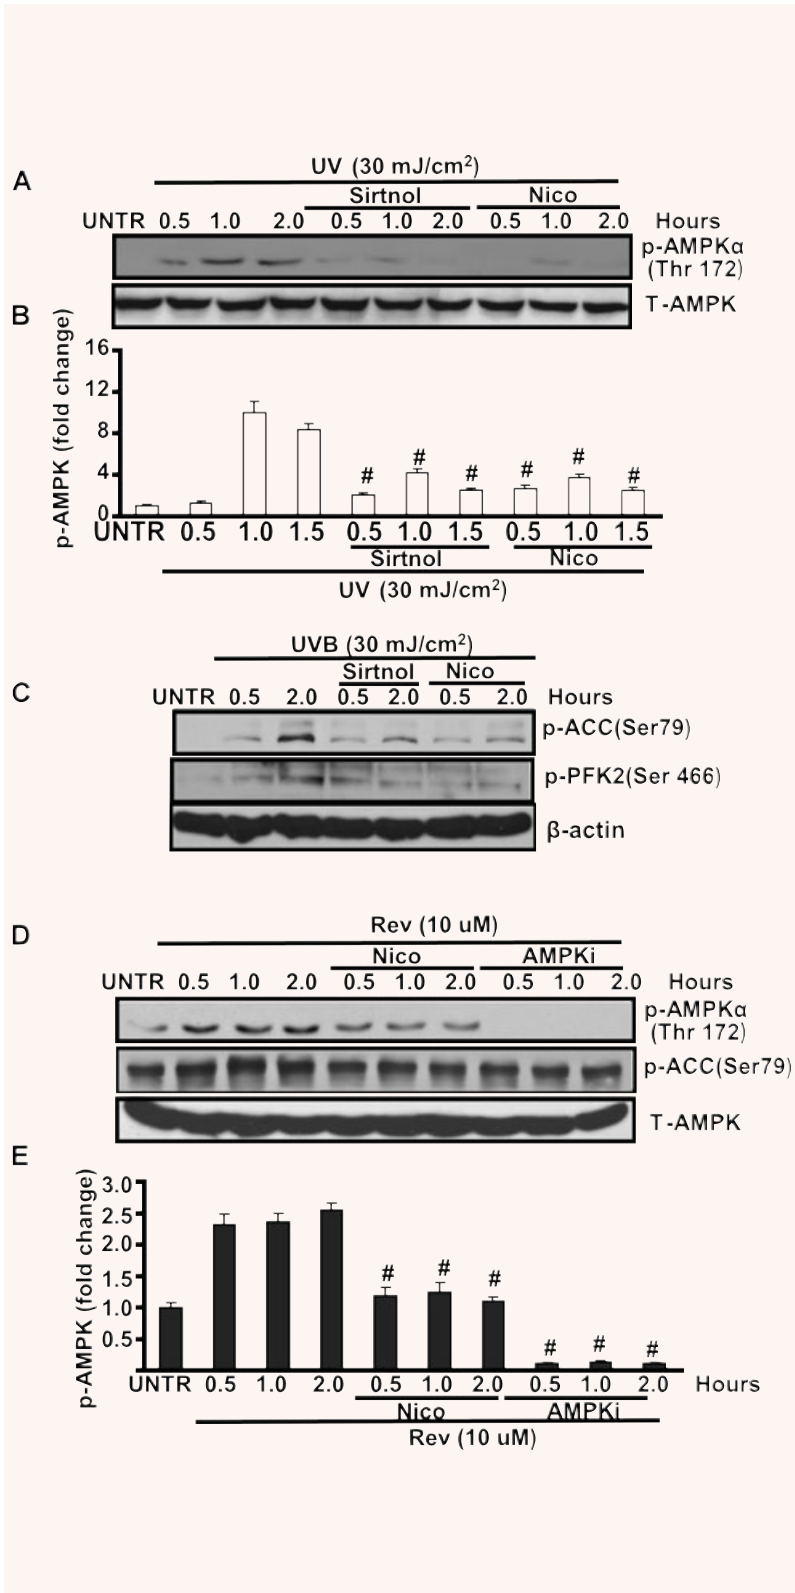 A
UV (30 mJ/cm²)
Sirtnol Nico
UNTR 0.5 1.0 2.0 0.5 1.0 2.0 0.5 1.0 2.0 Hours
p-AMPKα
(Thr 172)
T-AMPK
B
p-AMPK (fold change)
16
12
8
4
0
# # # # # #
UNTR 0.5 1.0 1.5 0.5 1.0 1.5 0.5 1.0 1.5
Sirtnol Nico
UV (30 mJ/cm²)
C
UVB (30 mJ/cm²)
Sirtnol Nico
UNTR 0.5 2.0 0.5 2.0 0.5 2.0 Hours
p-ACC(Ser79)
p-PFK2(Ser 466)
β-actin
D
Rev (10 uM)
Nico AMPKi
UNTR 0.5 1.0 2.0 0.5 1.0 2.0 0.5 1.0 2.0 Hours
p-AMPKα
(Thr 172)
p-ACC(Ser79)
T-AMPK
E
p-AMPK (fold change)
3.0
2.5
2.0
1.5
1.0
0.5
# # # # # #
UNTR 0.5 1.0 2.0 0.5 1.0 2.0 0.5 1.0 2.0 Hours
Nico AMPKi
Rev (10 uM)